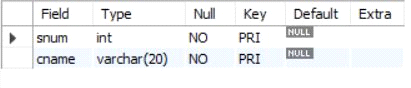 Field Type Null Key Default Extra
snum int NO PRI NULL
cname varchar(20) NO PRI NULL